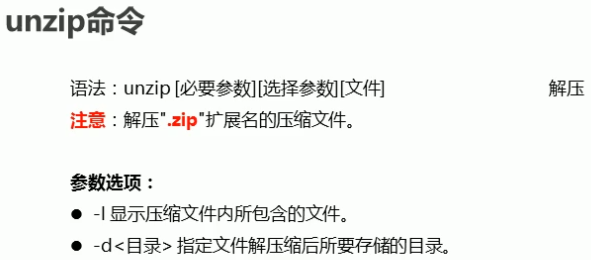 unzip命令
语法：unzip [必要参数][选择参数][文件] 解压
注意：解压".zip"扩展名的压缩文件。
参数选项：
● -l 显示压缩文件内所包含的文件。
● -d<目录> 指定文件解压缩后所要存储的目录。